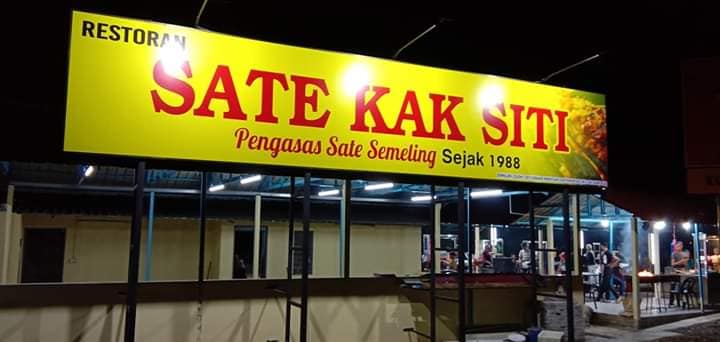 RESTORAN
SATE KAK SITI
Pengasas Sate Semeling Sejak 1988